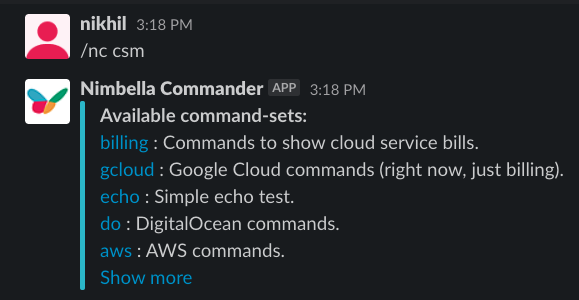 nikhil 3:18 PM
/nc csm
Nimbella Commander APP 3:18 PM
Available command-sets:
billing : Commands to show cloud service bills.
gcloud : Google Cloud commands (right now, just billing).
echo : Simple echo test.
do : DigitalOcean commands.
aws : AWS commands.
Show more